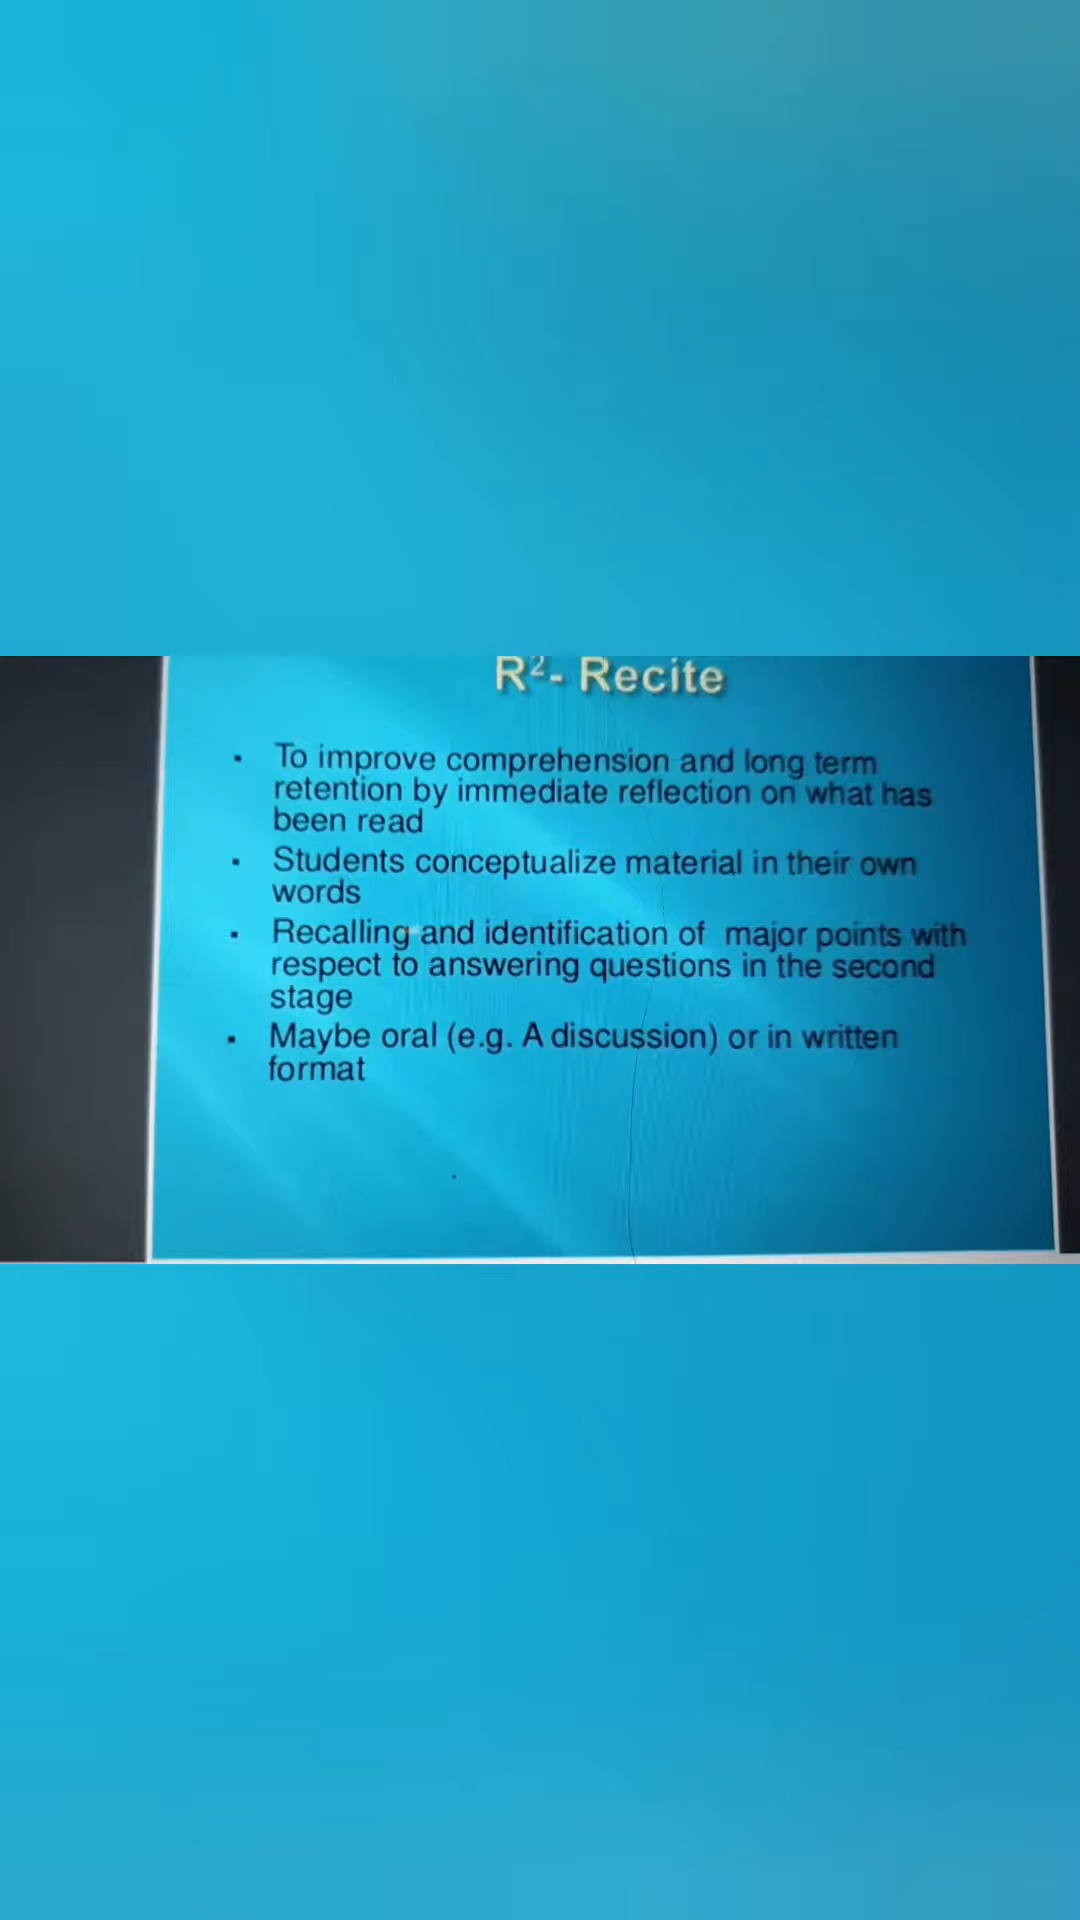 R²- Recite
▪ To improve comprehension and long term
retention by immediate reflection on what has
been read
▪ Students conceptualize material in their own
words
▪ Recalling and identification of major points with
respect to answering questions in the second
stage
▪ Maybe oral (e.g. A discussion) or in written
format